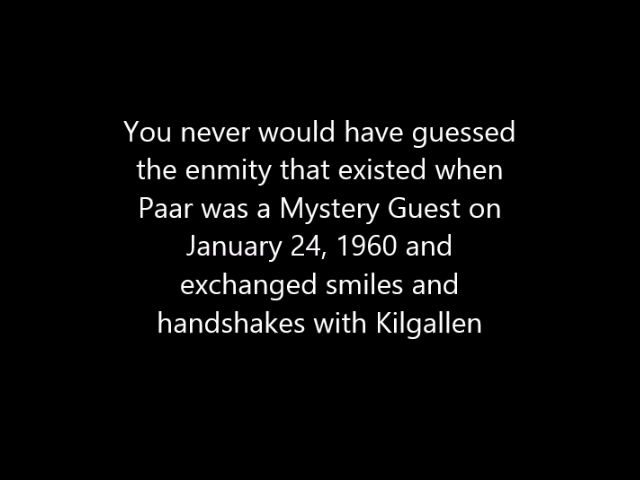 You never would have guessed
the enmity that existed when
Paar was a Mystery Guest on
January 24, 1960 and
exchanged smiles and
handshakes with Kilgallen